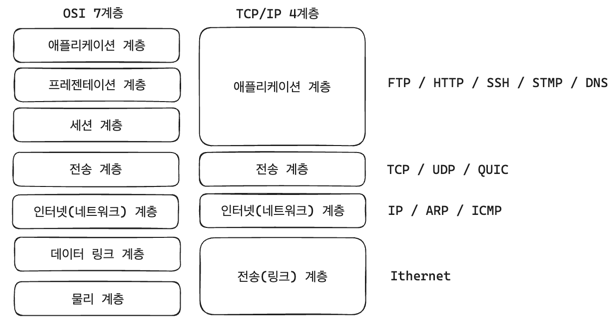 OSI 7계층
TCP/IP 4계층
애플리케이션 계층
프레젠테이션 계층
세션 계층
애플리케이션 계층
FTP / HTTP / SSH / STMP / DNS
전송 계층
전송 계층
TCP / UDP / QUIC
인터넷(네트워크) 계층
인터넷(네트워크) 계층
IP / ARP / ICMP
데이터 링크 계층
물리 계층
전송(링크) 계층
Ithernet